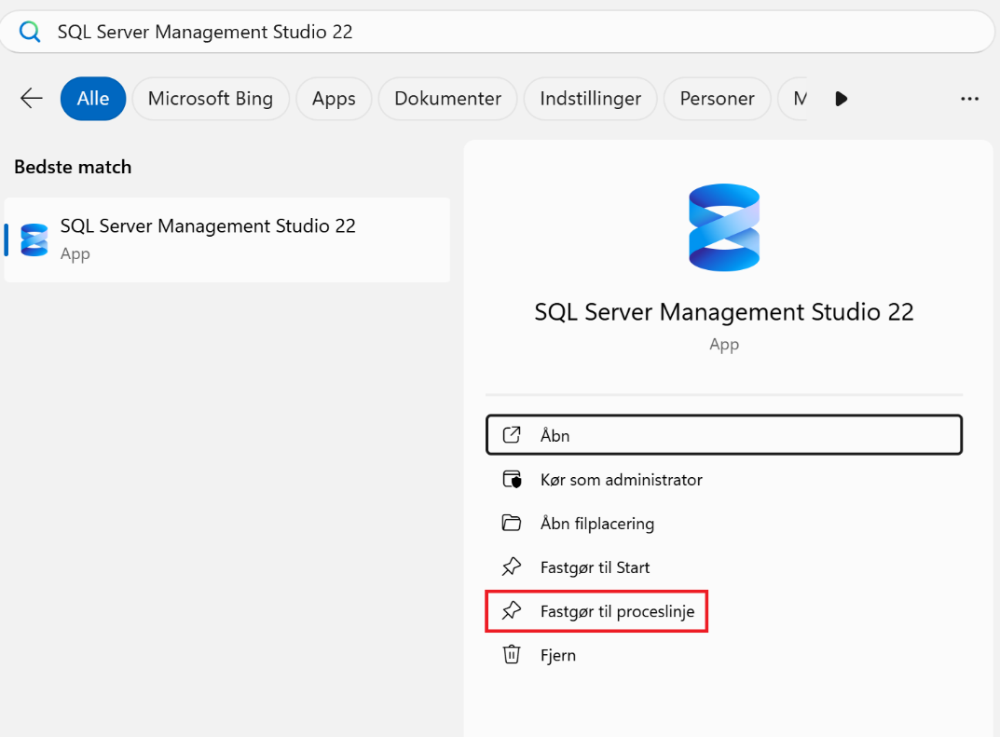 SQL Server Management Studio 22
Alle Microsoft Bing Apps Dokumenter Indstillinger Personer
Bedste match
SQL Server Management Studio 22
App
SQL Server Management Studio 22
App
Åbn
Kør som administrator
Åbn filplacering
Fastgør til Start
Fastgør til proceslinje
Fjern